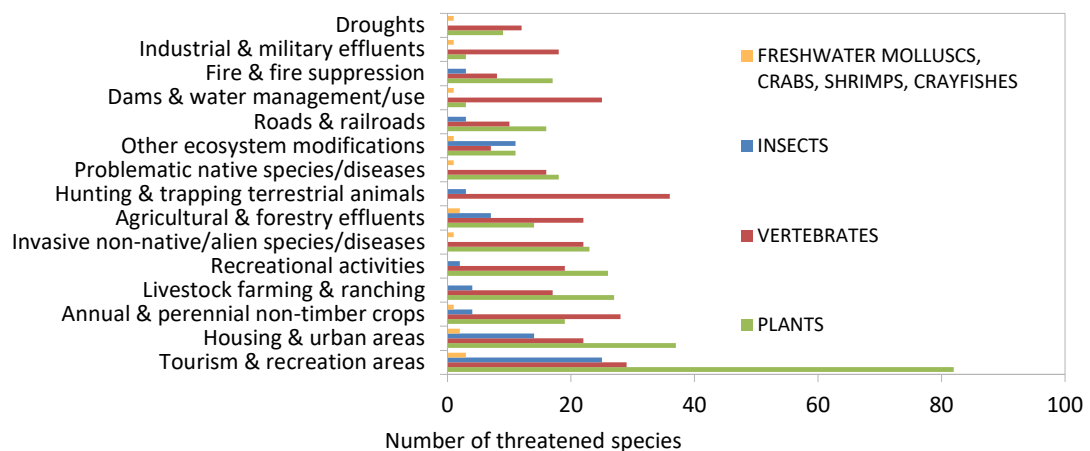 Droughts
Industrial & military effluents
Fire & fire suppression
Dams & water management/use
Roads & railroads
Other ecosystem modifications
Problematic native species/diseases
Hunting & trapping terrestrial animals
Agricultural & forestry effluents
Invasive non-native/alien species/diseases
Recreational activities
Livestock farming & ranching
Annual & perennial non-timber crops
Housing & urban areas
Tourism & recreation areas
0 20 40 60 80 100
Number of threatened species
FRESHWATER MOLLUSCS,
CRABS, SHRIMPS, CRAYFISHES
INSECTS
VERTEBRATES
PLANTS